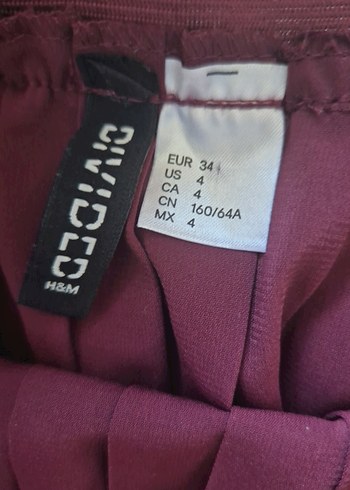 DIVIDED
H&M
EUR 34
US 4
CA 4
CN 160/64A
MX 4